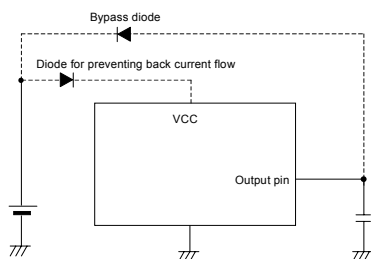 Bypass diode
Diode for preventing back current flow
VCC
Output pin